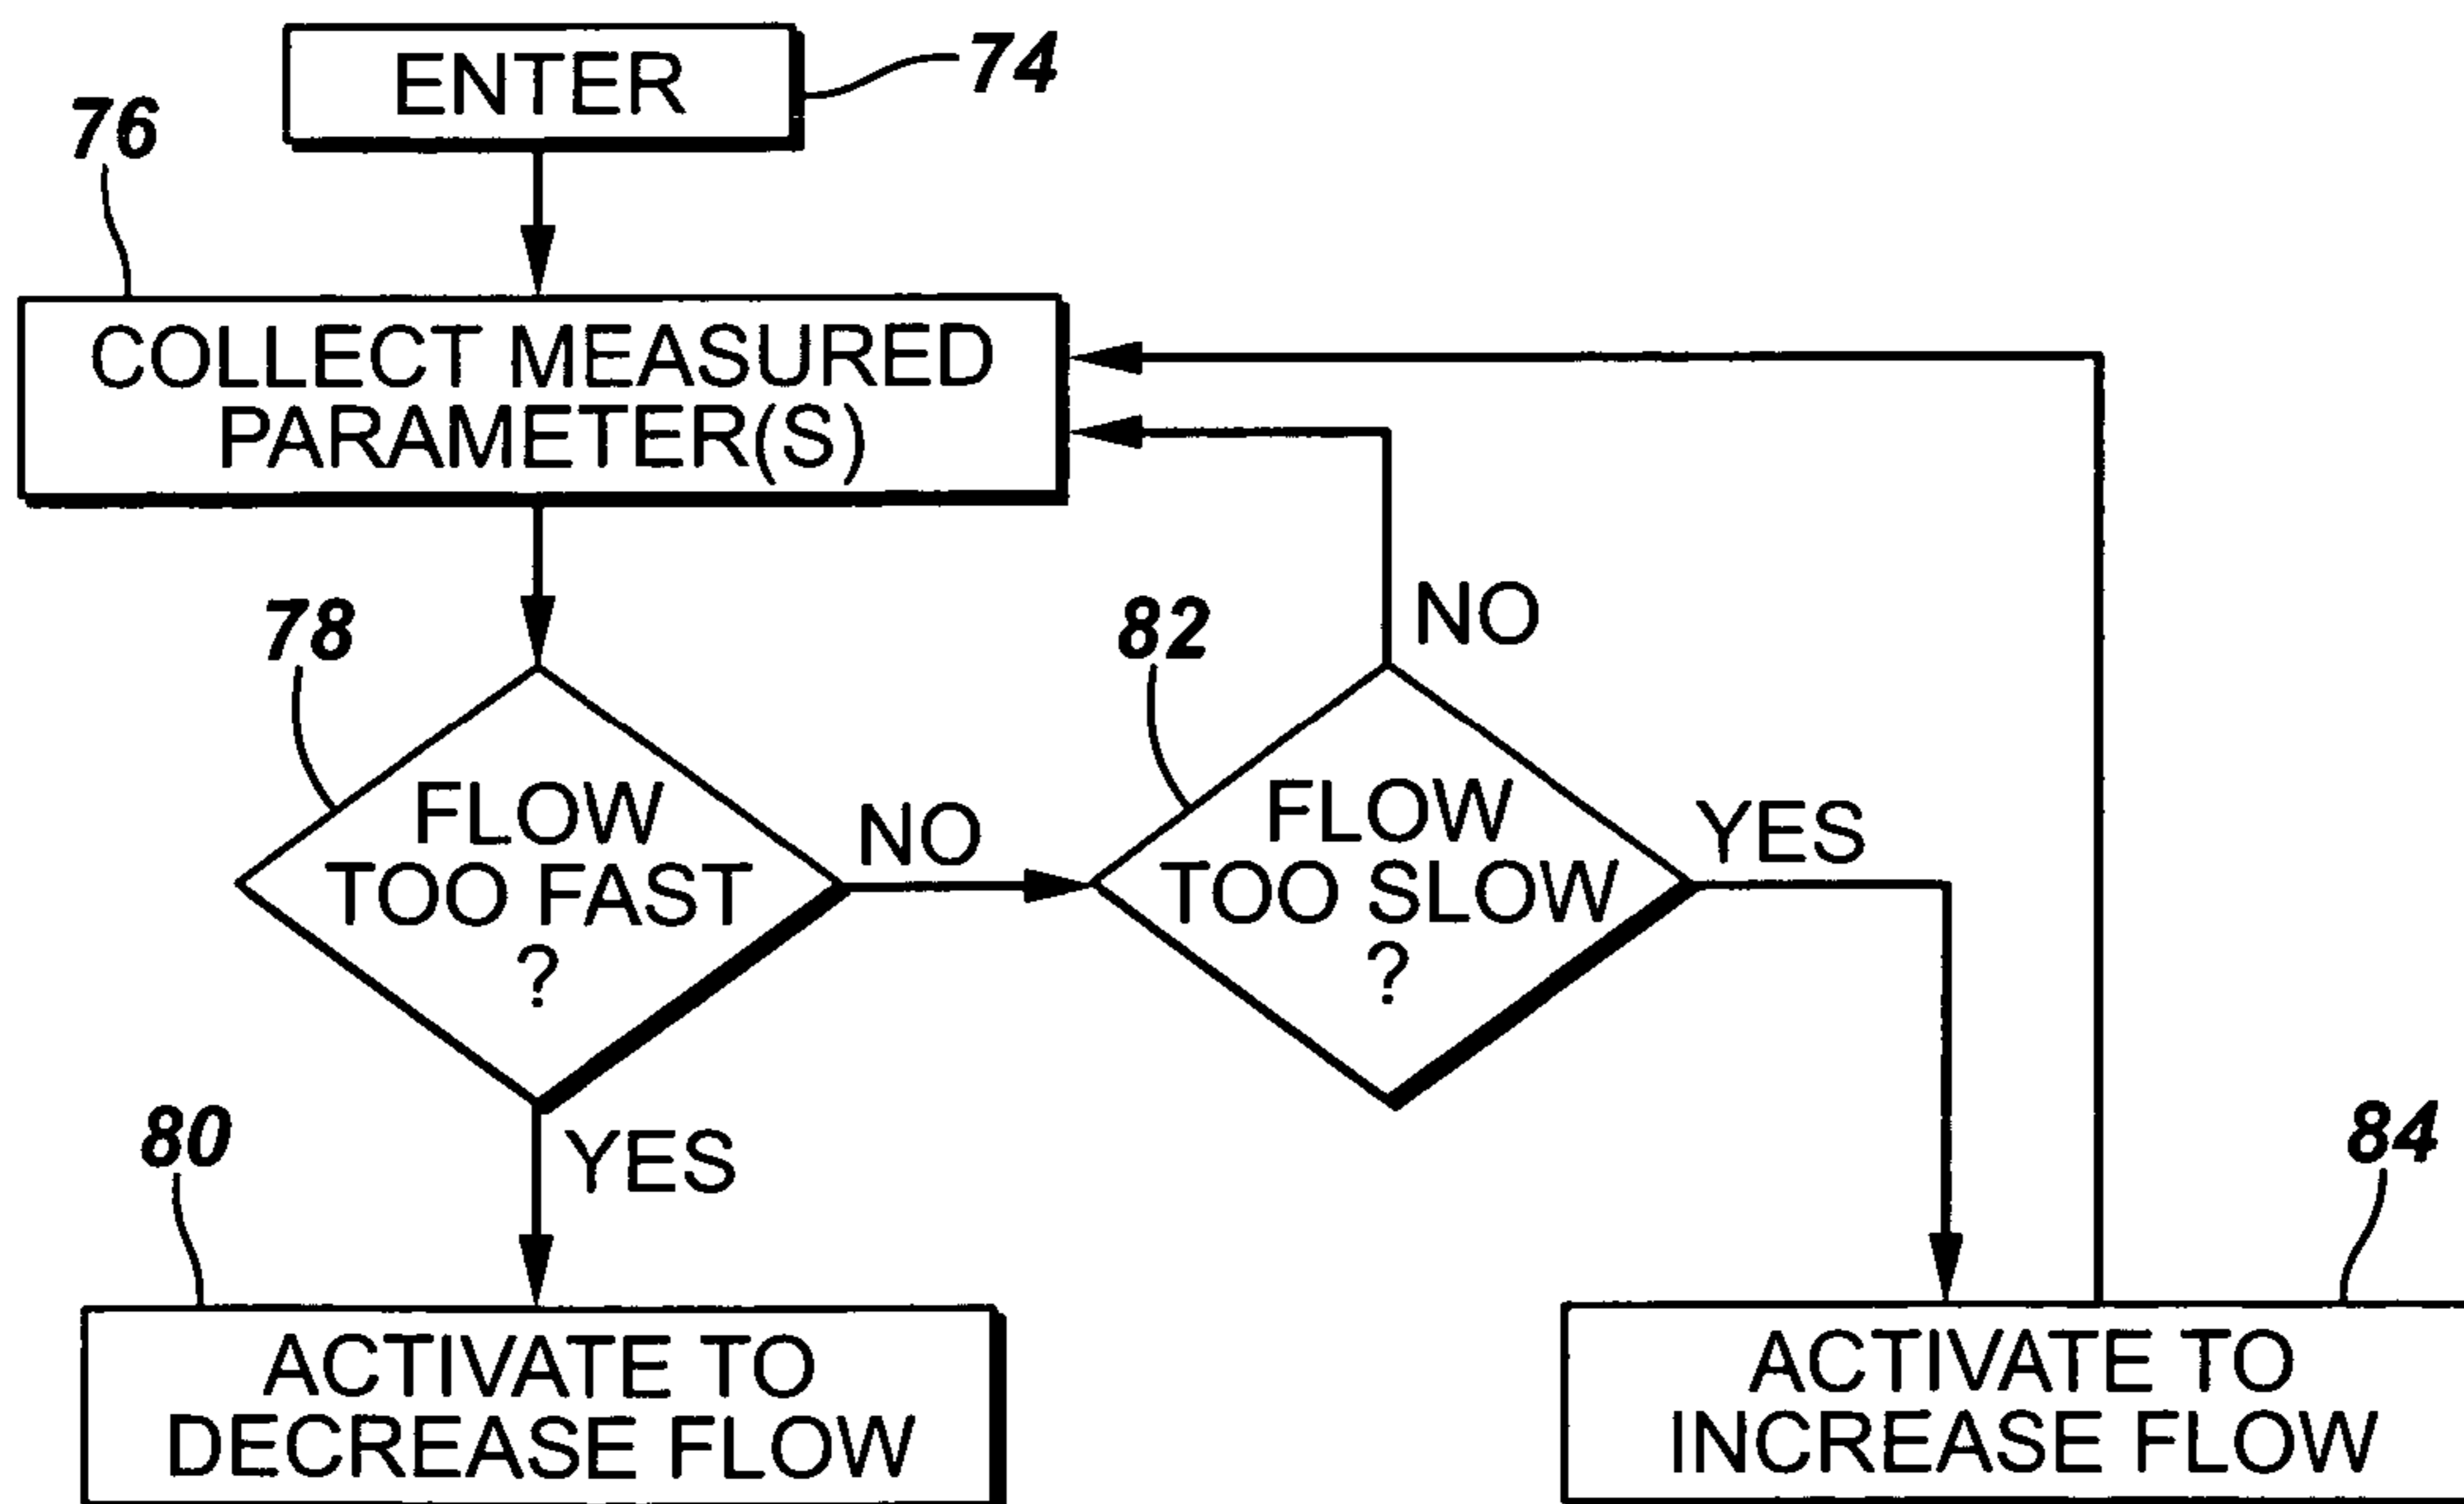 ENTER
74
76
COLLECT MEASURED
PARAMETER(S)
78
FLOW
TOO FAST
?
NO
82
FLOW
TOO SLOW
?
NO
YES
YES
80
ACTIVATE TO
DECREASE FLOW
84
ACTIVATE TO
INCREASE FLOW